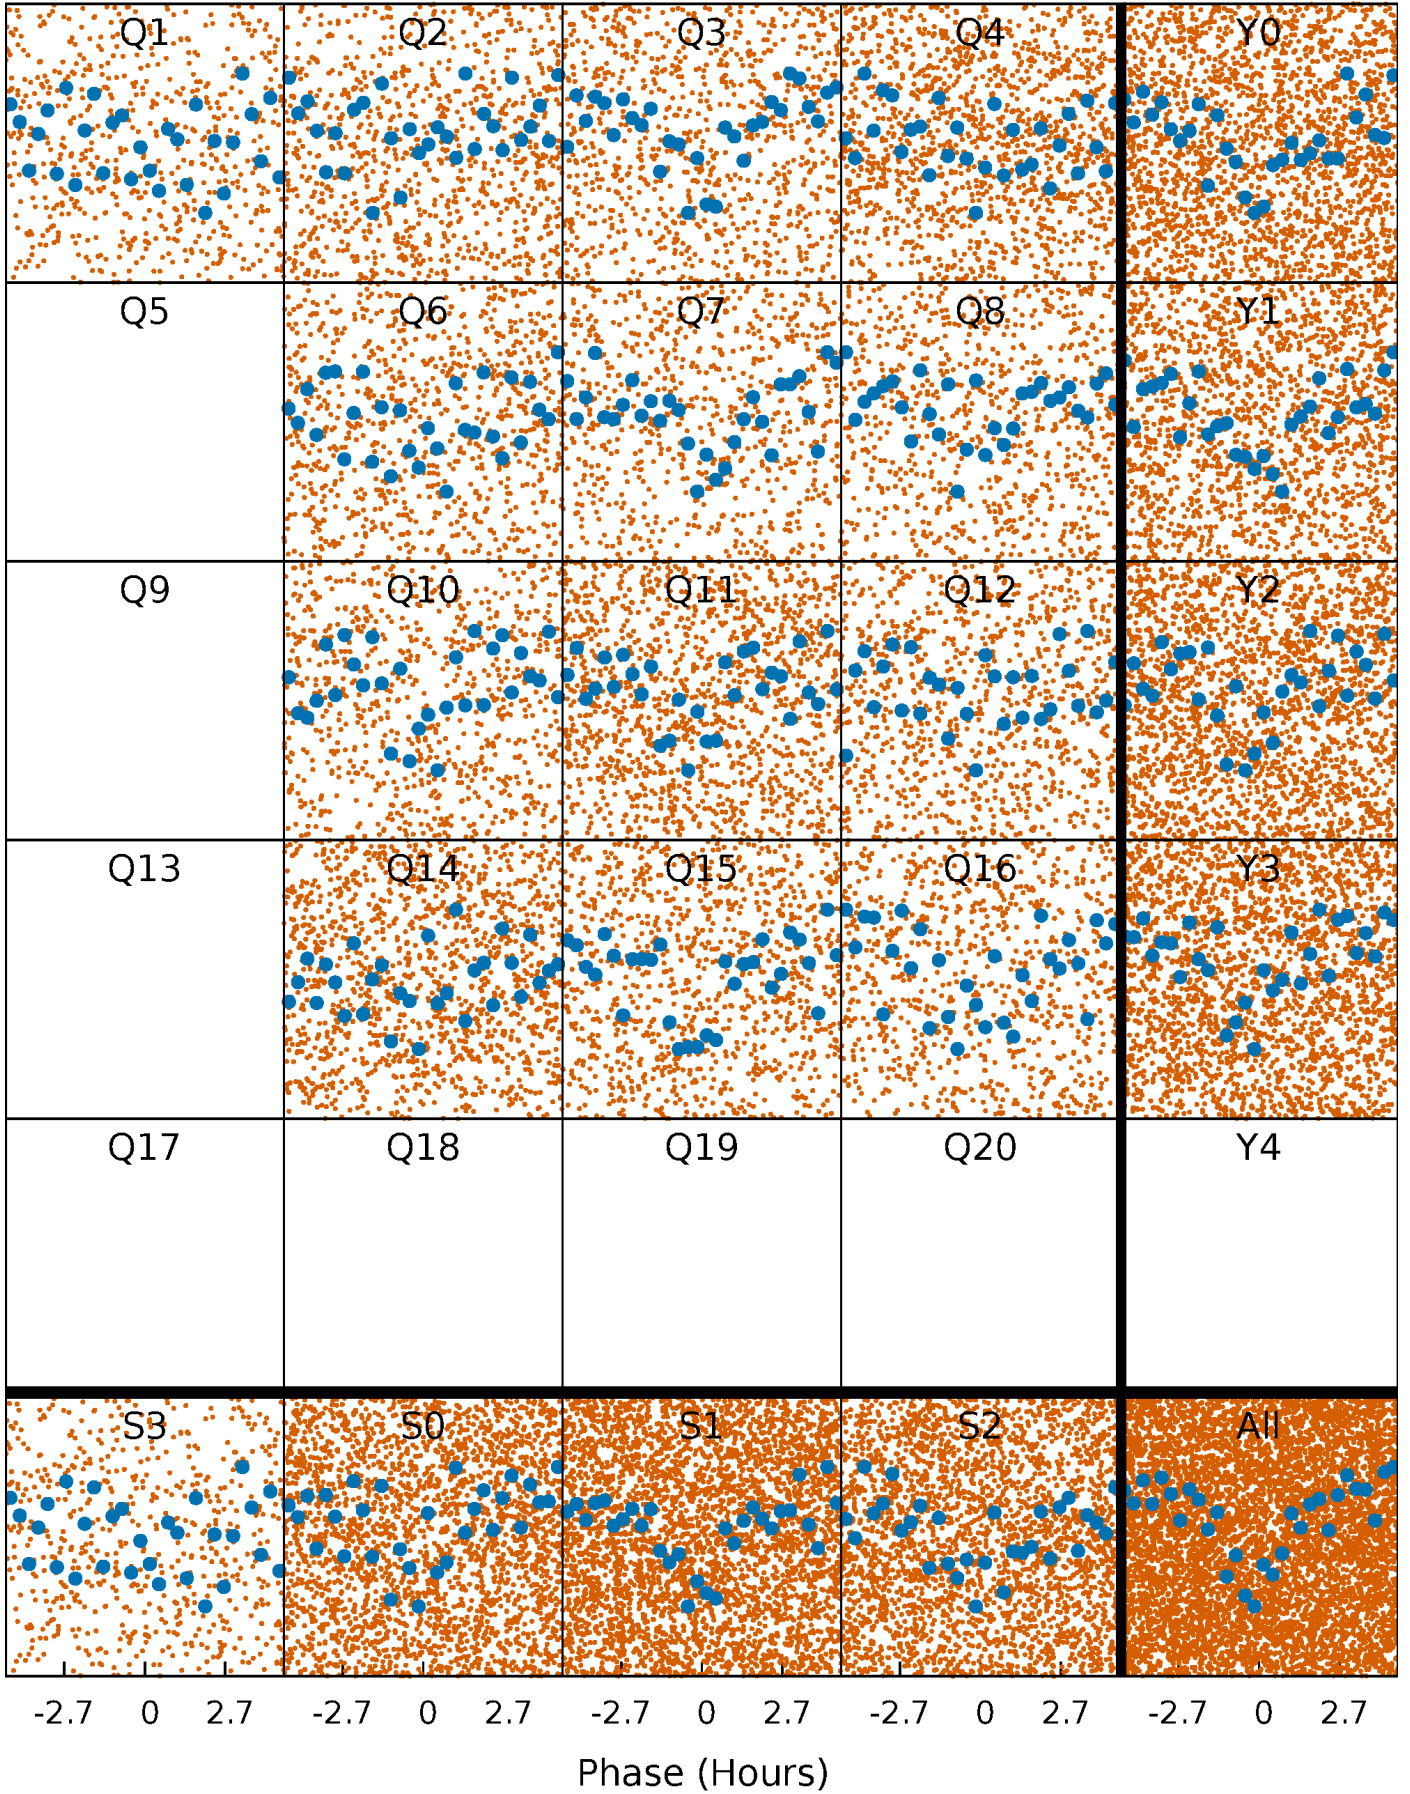 Q1 Q2 Q3 Q4 Y0
Q5 Q6 Q7 Q8 Y1
Q9 Q10 Q11 Q12 Y2
Q13 Q14 Q15 Q16 Y3
Q17 Q18 Q19 Q20 Y4
S3 S0 S1 S2 All
-2.7 0 2.7 -2.7 0 2.7 -2.7 0 2.7 -2.7 0 2.7 -2.7 0 2.7
Phase (Hours)